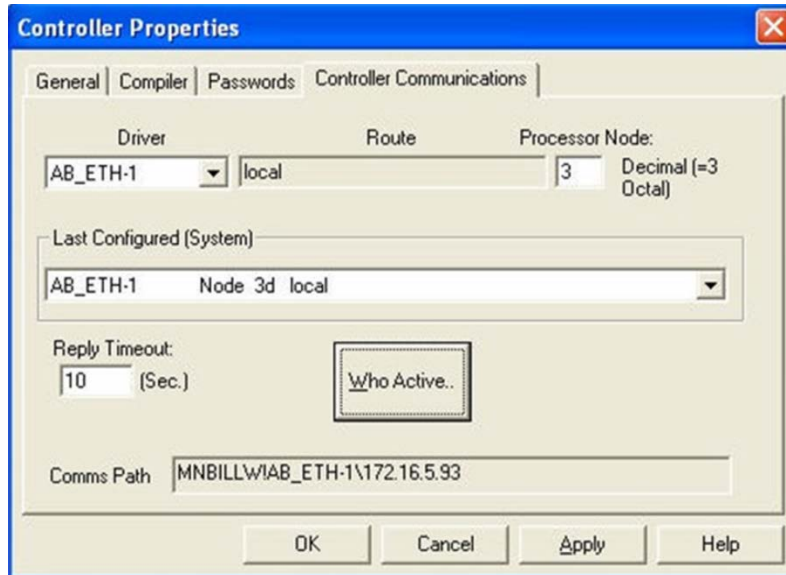 Controller Properties
General Compiler Passwords Controller Communications
Driver Route Processor Node:
AB_ETH-1 local 3 Decimal (=3
Octal)
Last Configured (System)
AB_ETH-1 Node 3d local
Reply Timeout:
10 (Sec.) Who Active..
Comms Path MNBILLW!AB_ETH-1\172.16.5.93
OK Cancel Apply Help